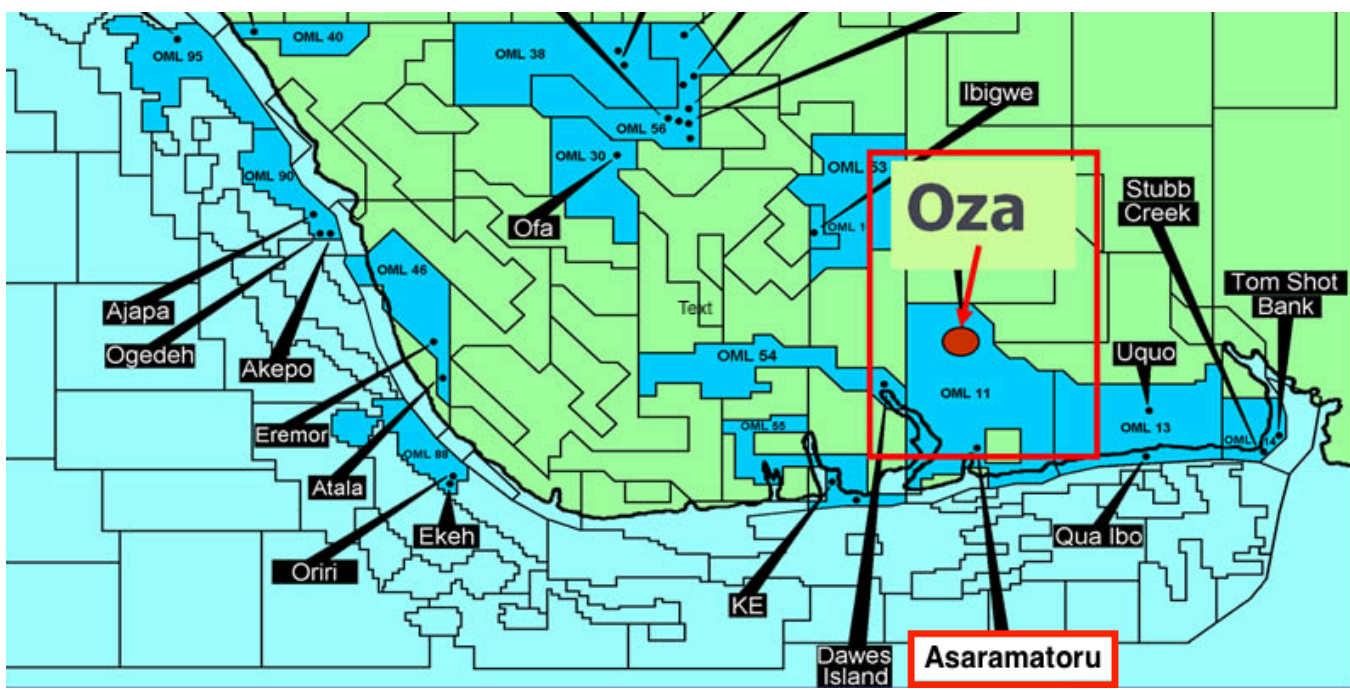 OML 95
OML 40
OML 38
OML 56
Ibigwe
OML 30
OML 53
OML 90
Ofa
Oza
Stubb
Creek
OML 1
OML 46
Tom Shot
Bank
Ajapa
Text
Ogedeh
Akepo
OML 54
Uquo
OML 11
Eremor
OML 55
OML 13
OML 14
OML 88
Atala
Ekeh
Qua Ibo
Oriri
KE
Dawes
Island
Asaramatoru